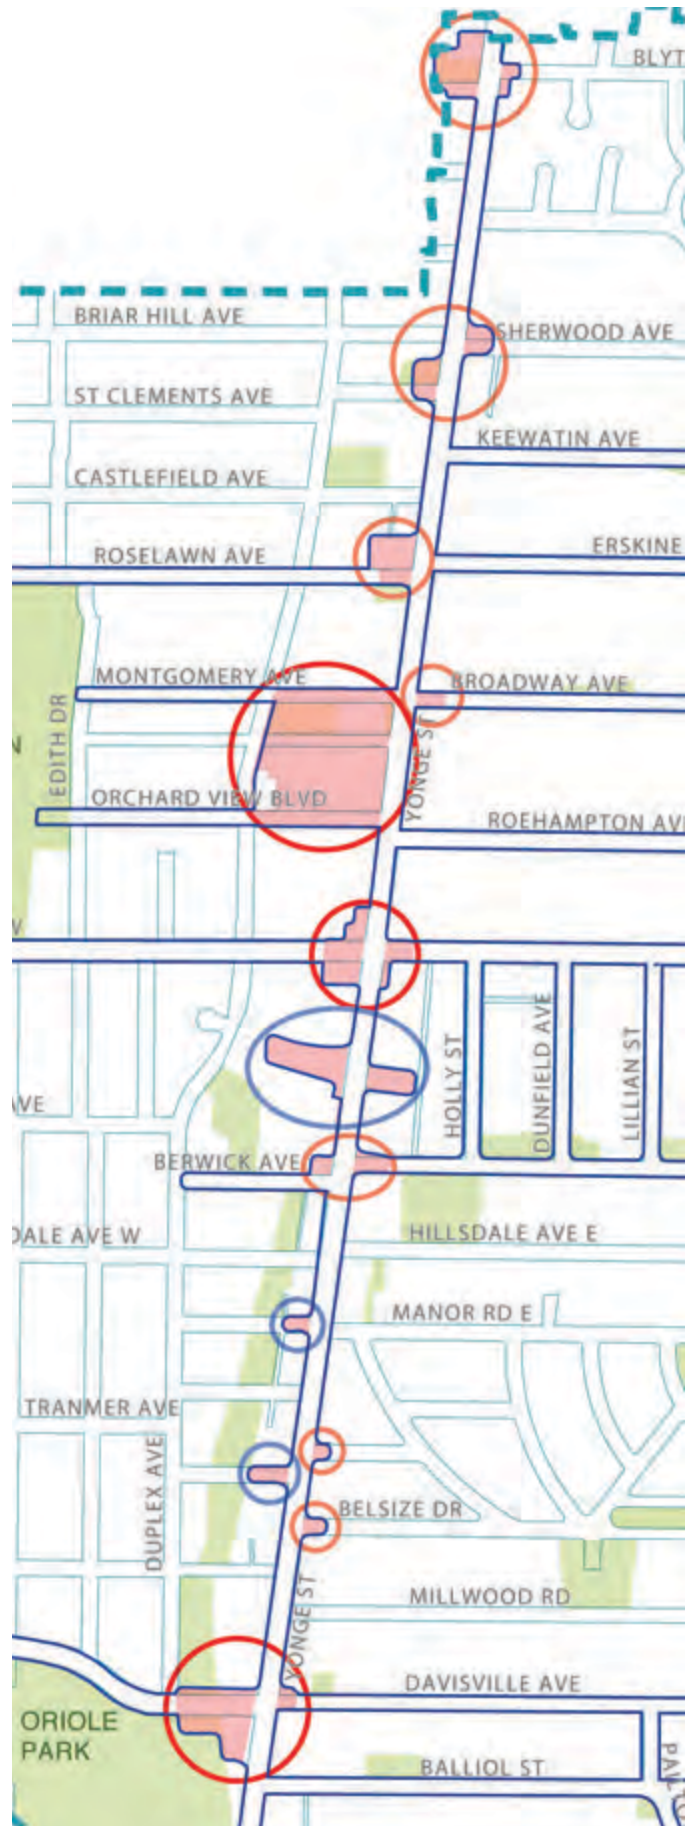 BLYT
BRIAR HILL AVE
SHERWOOD AVE
ST CLEMENTS AVE
KEEWATIN AVE
CASTLEFIELD AVE
ROSELAWN AVE
ERSKINE
MONTGOMERY AVE
BROADWAY AVE
EDITH DR
YONGE ST
N
ORCHARD VIEW BLVD
ROEHAMPTON AV
W
HOLLY ST
DUNFIELD AVE
LILLIAN ST
AVE
BERWICK AVE
DALE AVE W
HILLSDALE AVE E
MANOR RD E
TRANMER AVE
DUPLEX AVE
BELSIZE DR
YONGE ST
MILLWOOD RD
DAVISVILLE AVE
ORIOLE
PARK
BALLIOL ST